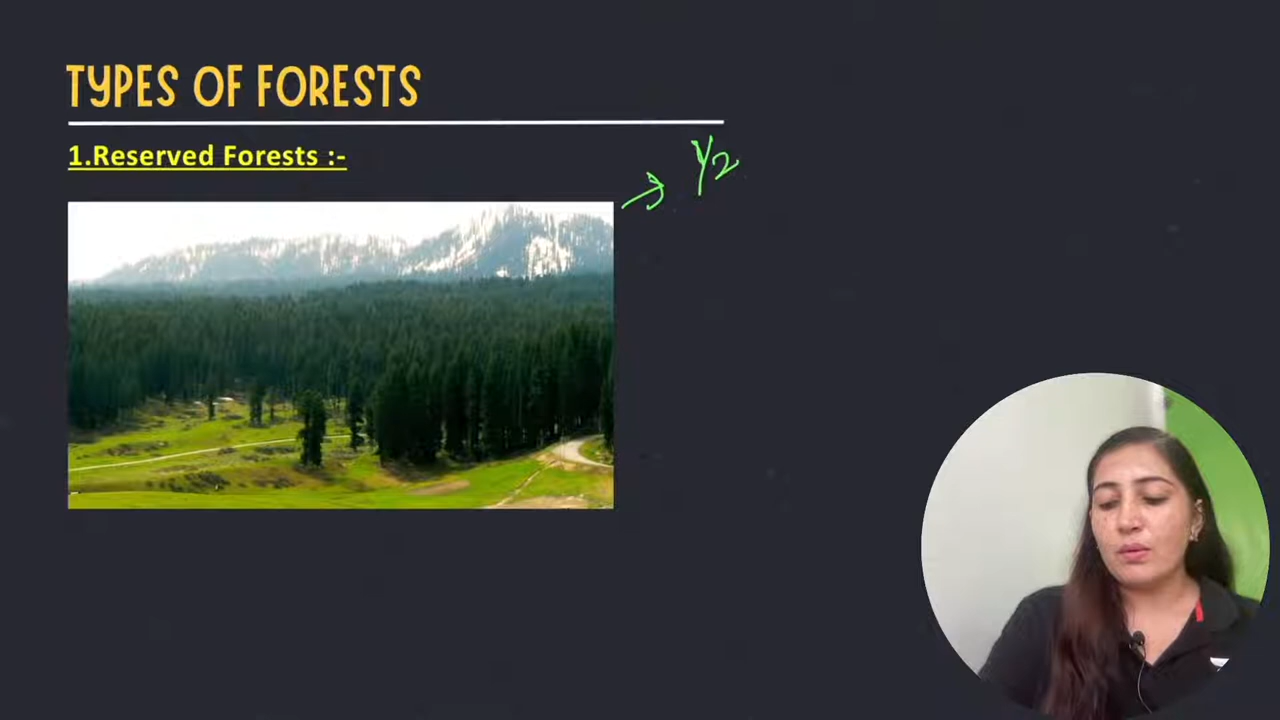 TYPES OF FORESTS
1.Reserved Forests :-
→ 1/2